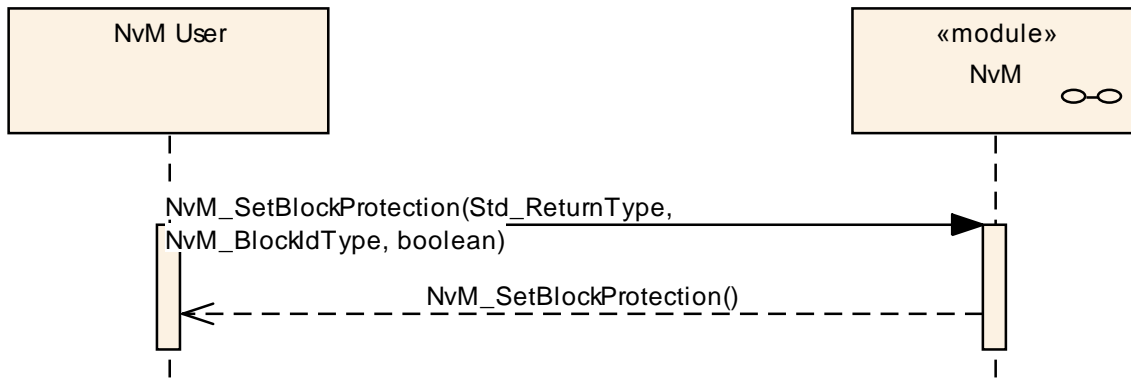 NvM User
«module»
NvM
NvM_SetBlockProtection(Std_ReturnType,
NvM_BlockIdType, boolean)
NvM_SetBlockProtection()